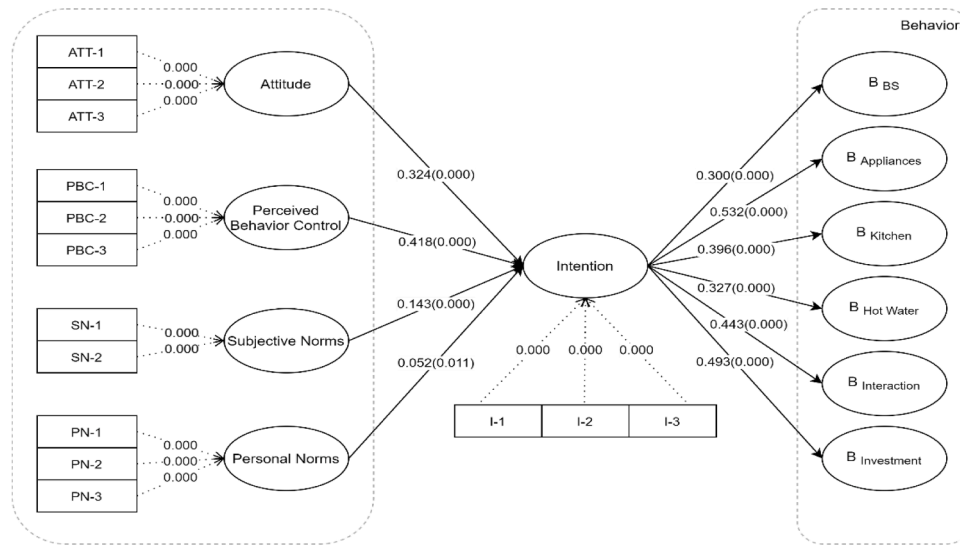 Behavior
ATT-1
ATT-2
ATT-3
0.000
0.000
0.000
Attitude
0.324(0.000)
PBC-1
PBC-2
PBC-3
0.000
0.000
0.000
Perceived
Behavior Control
0.418(0.000)
SN-1
SN-2
0.000
0.000
Subjective Norms
0.143(0.000)
PN-1
PN-2
PN-3
0.000
0.000
0.000
Personal Norms
0.052(0.011)
Intention
0.000
0.000
0.000
I-1
I-2
I-3
0.300(0.000)
0.532(0.000)
0.396(0.000)
0.327(0.000)
0.443(0.000)
0.493(0.000)
B BS
B Appliances
B Kitchen
B Hot Water
B Interaction
B Investment